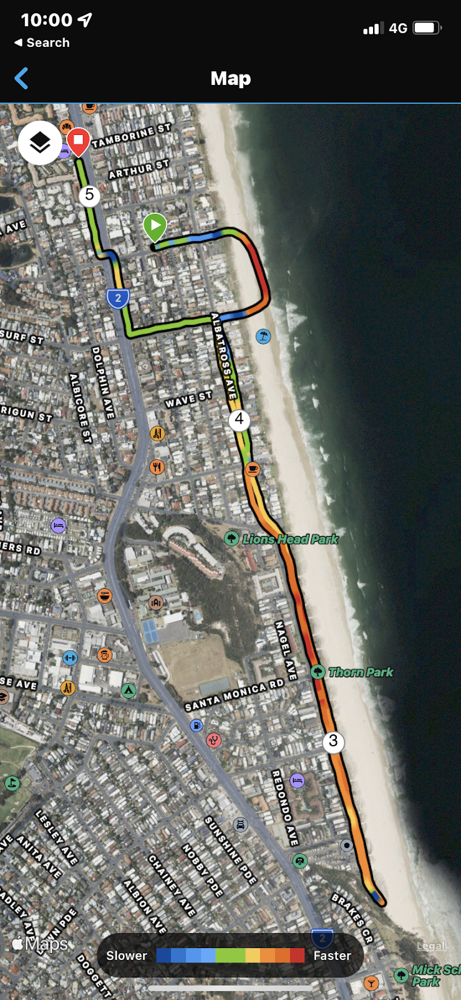 10:00
4G
◀ Search
Map
TAMBORINE ST
ARTHUR ST
5
AVE
2
SURF ST
ALBATROSS AVE
DOLPHIN AVE
ALBICORE ST
WAVE ST
RIGUN ST
4
Lions Head Park
ERS RD
NAGEL AVE
Thorn Park
SE AVE
SANTA MONICA RD
3
REDONDO AVE
LESLEY AVE
SUNSHINE PDE
AVE
ANITA AVE
NOBBY PDE
CHAINEY AVE
ALBION AVE
BRAKES CR
ADLEY AVE
WN PDE
2
Maps
Legal
Slower
Faster
DOGGETT
Mick Sch
Park